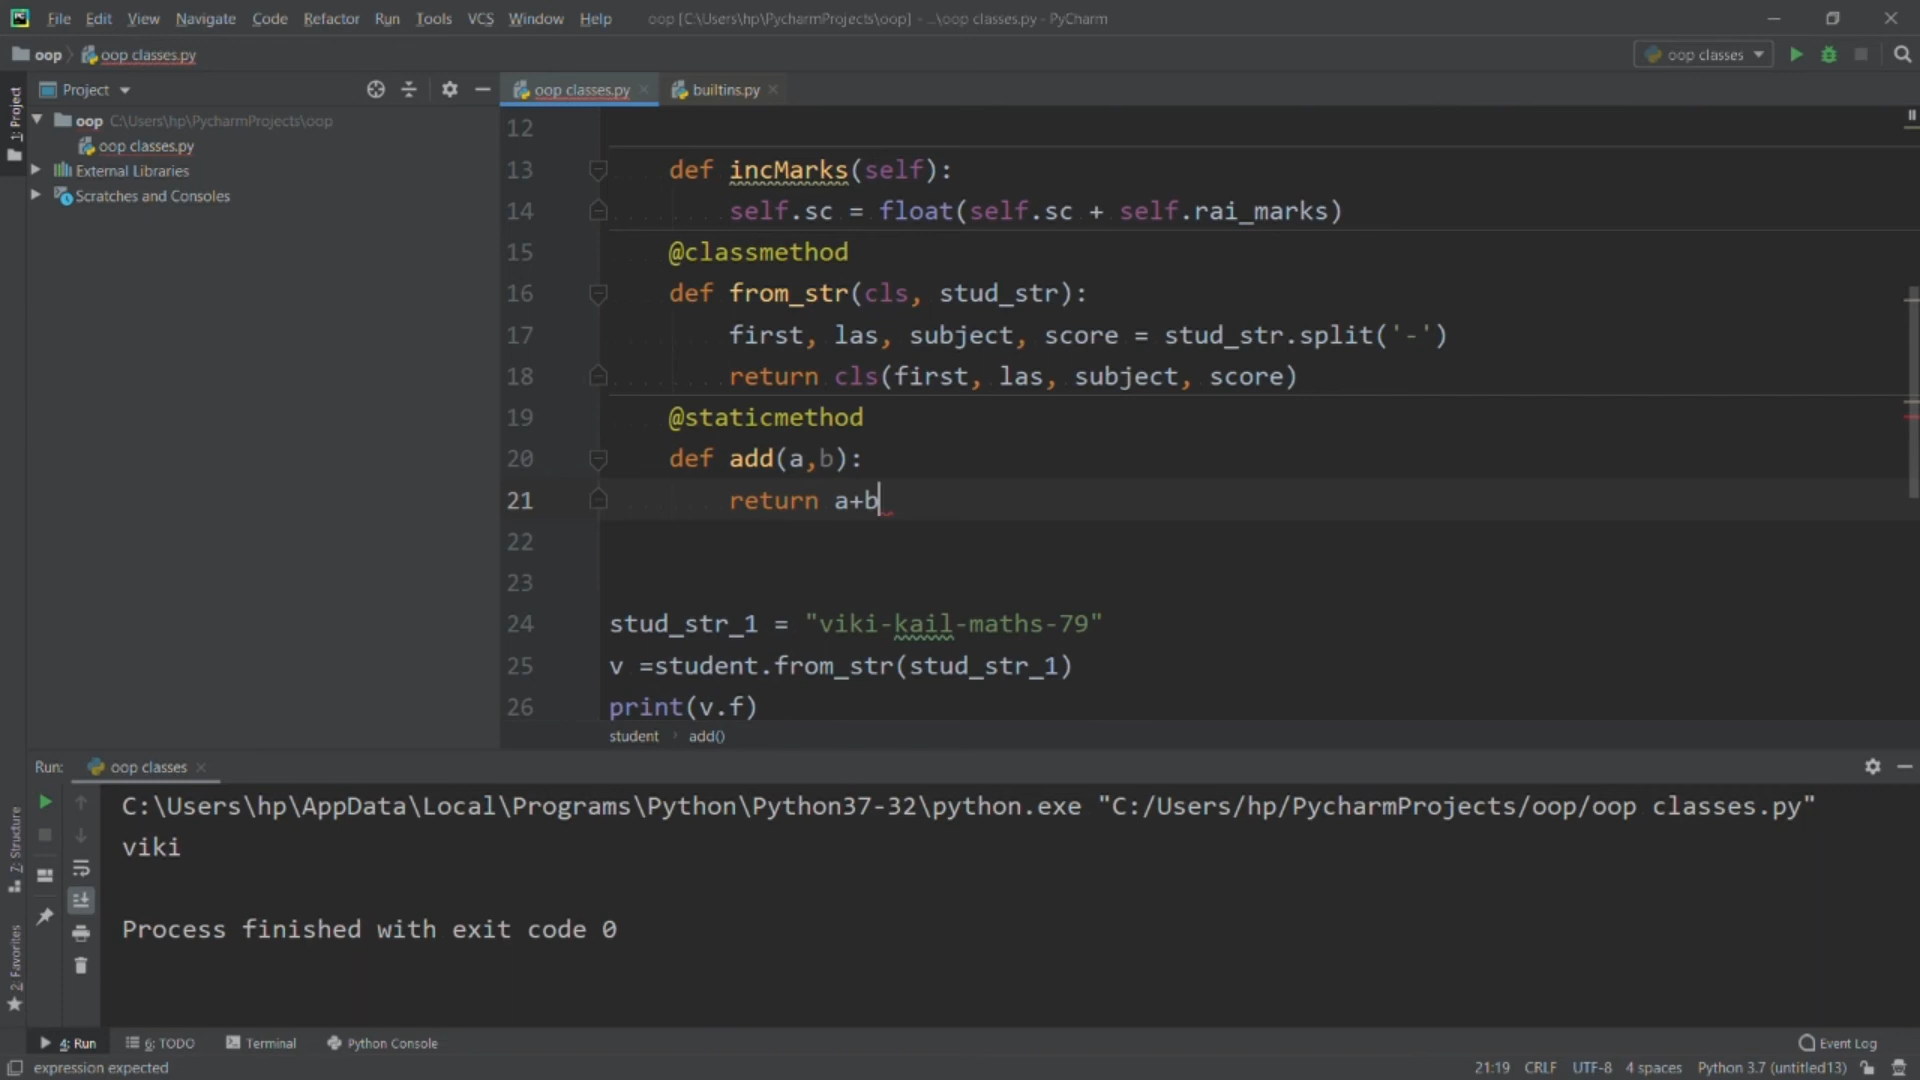 File Edit View Navigate Code Refactor Run Tools VCS Window Help oop [C:\Users\hp\PycharmProjects\oop] - ...\oop classes.py - PyCharm
oop oop classes.py oop classes
Project oop classes.py builtins.py
1: Project
oop C:\Users\hp\PycharmProjects\oop
oop classes.py
External Libraries
Scratches and Consoles
12
13 def incMarks(self):
14 self.sc = float(self.sc + self.rai_marks)
15 @classmethod
16 def from_str(cls, stud_str):
17 first, las, subject, score = stud_str.split('-')
18 return cls(first, las, subject, score)
19 @staticmethod
20 def add(a,b):
21 return a+b
22
23
24 stud_str_1 = "viki-kail-maths-79"
25 v =student.from_str(stud_str_1)
26 print(v.f)
student › add()
Run: oop classes
C:\Users\hp\AppData\Local\Programs\Python\Python37-32\python.exe "C:/Users/hp/PycharmProjects/oop/oop classes.py"
viki
Process finished with exit code 0
7: Structure
2: Favorites
4: Run 6: TODO Terminal Python Console Event Log
expression expected 21:19 CRLF UTF-8 4 spaces Python 3.7 (untitled13)